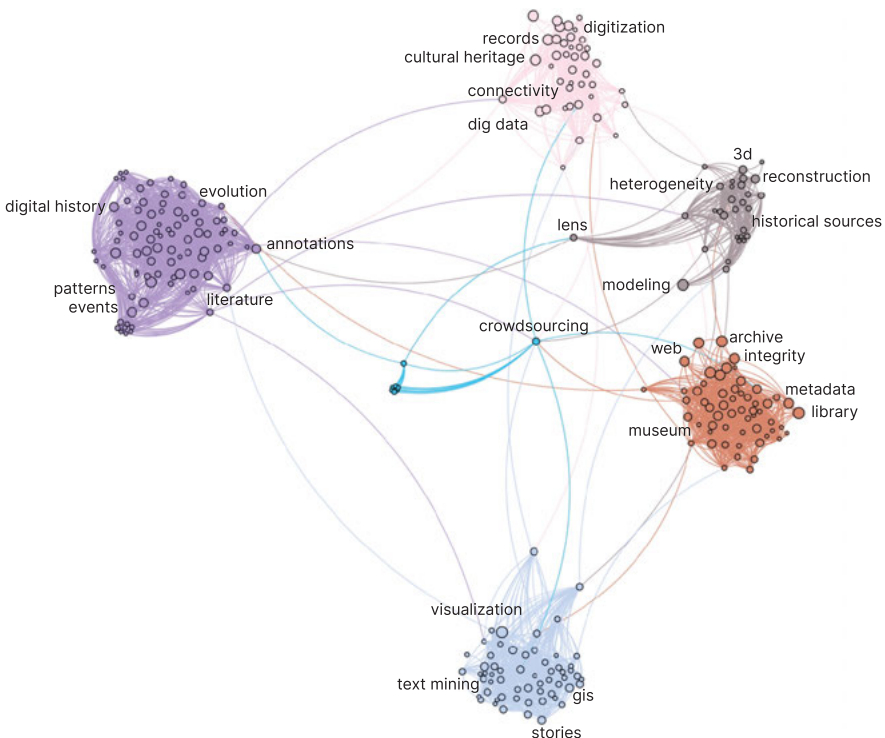 digitization
records
cultural heritage
connectivity
dig data
3d
heterogeneity
reconstruction
evolution
digital history
historical sources
lens
annotations
modeling
patterns
literature
events
crowdsourcing
archive
web
integrity
metadata
library
museum
visualization
text mining
gis
stories